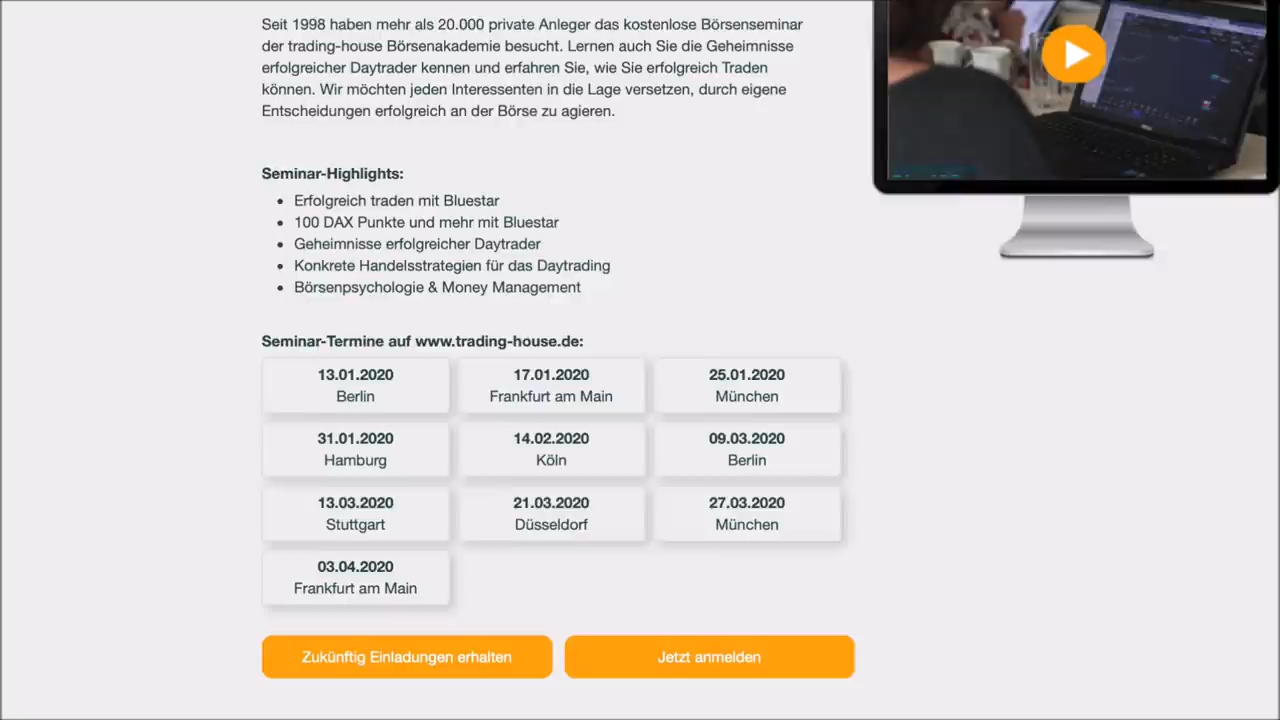 Seit 1998 haben mehr als 20.000 private Anleger das kostenlose Börsenseminar
der trading-house Börsenakademie besucht. Lernen auch Sie die Geheimnisse
erfolgreicher Daytrader kennen und erfahren Sie, wie Sie erfolgreich Traden
können. Wir möchten jeden Interessenten in die Lage versetzen, durch eigene
Entscheidungen erfolgreich an der Börse zu agieren.
Seminar-Highlights:
• Erfolgreich traden mit Bluestar
• 100 DAX Punkte und mehr mit Bluestar
• Geheimnisse erfolgreicher Daytrader
• Konkrete Handelsstrategien für das Daytrading
• Börsenpsychologie & Money Management
Seminar-Termine auf www.trading-house.de:
13.01.2020
Berlin
17.01.2020
Frankfurt am Main
25.01.2020
München
31.01.2020
Hamburg
14.02.2020
Köln
09.03.2020
Berlin
13.03.2020
Stuttgart
21.03.2020
Düsseldorf
27.03.2020
München
03.04.2020
Frankfurt am Main
Zukünftig Einladungen erhalten
Jetzt anmelden